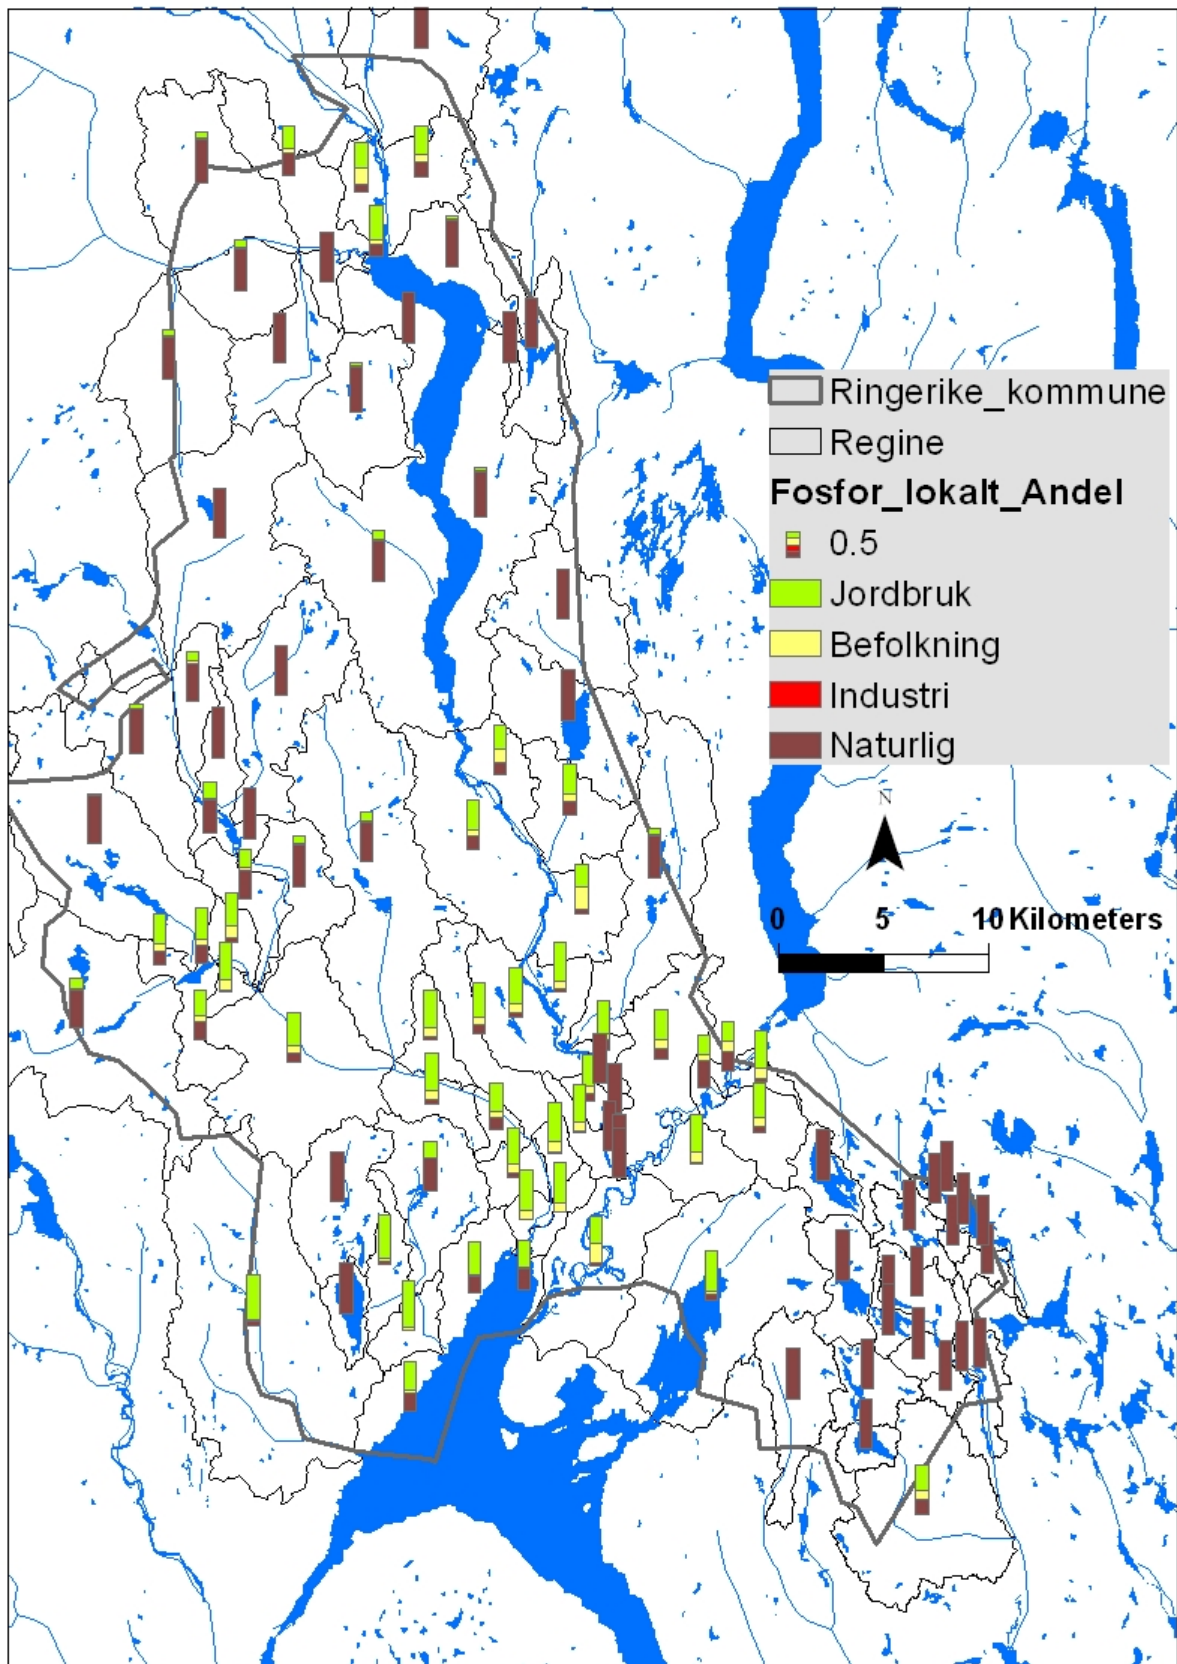 Ringerike_kommune
Regine
Fosfor_lokalt_Andel
0.5
Jordbruk
Befolkning
Industri
Naturlig
N
0 5 10 Kilometers